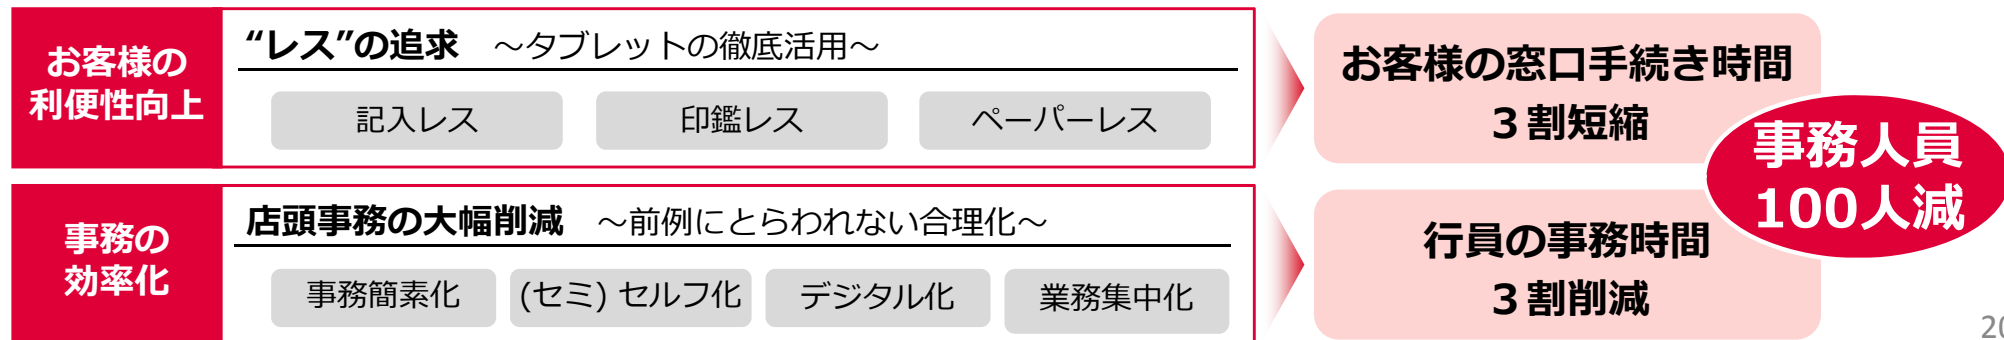 お客様の
利便性向上
“レス”の追求 ～タブレットの徹底活用～
記入レス
印鑑レス
ペーパーレス
お客様の窓口手続き時間
３割短縮
事務の
効率化
店頭事務の大幅削減 ～前例にとらわれない合理化～
事務簡素化
(セミ) セルフ化
デジタル化
業務集中化
行員の事務時間
３割削減
事務人員
100人減